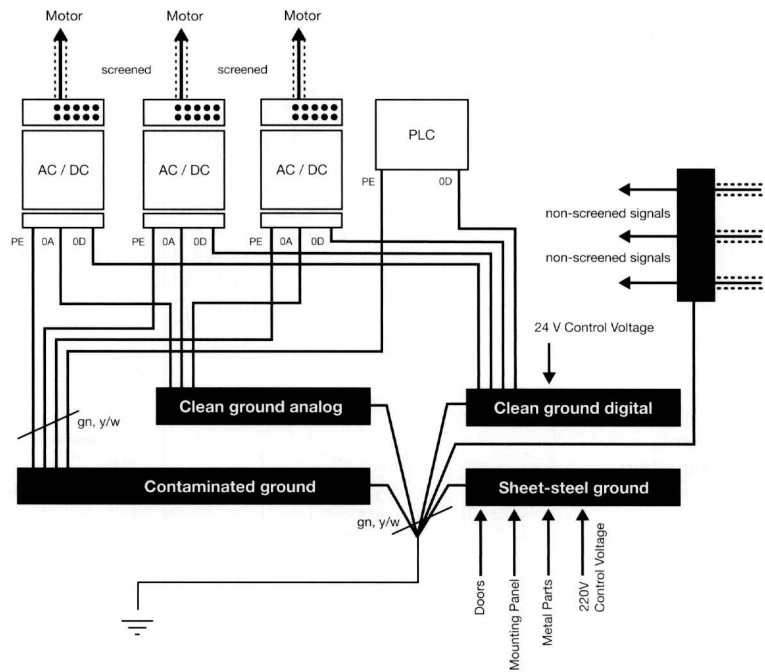 Motor
Motor
Motor
screened
screened
AC / DC
AC / DC
AC / DC
PLC
PE
0D
PE
0A
0D
PE
0A
0D
PE
0A
0D
non-screened signals
non-screened signals
24 V Control Voltage
Clean ground analog
Clean ground digital
gn, y/w
Contaminated ground
Sheet-steel ground
gn, y/w
Doors
Mounting Panel
Metal Parts
220V
Control Voltage